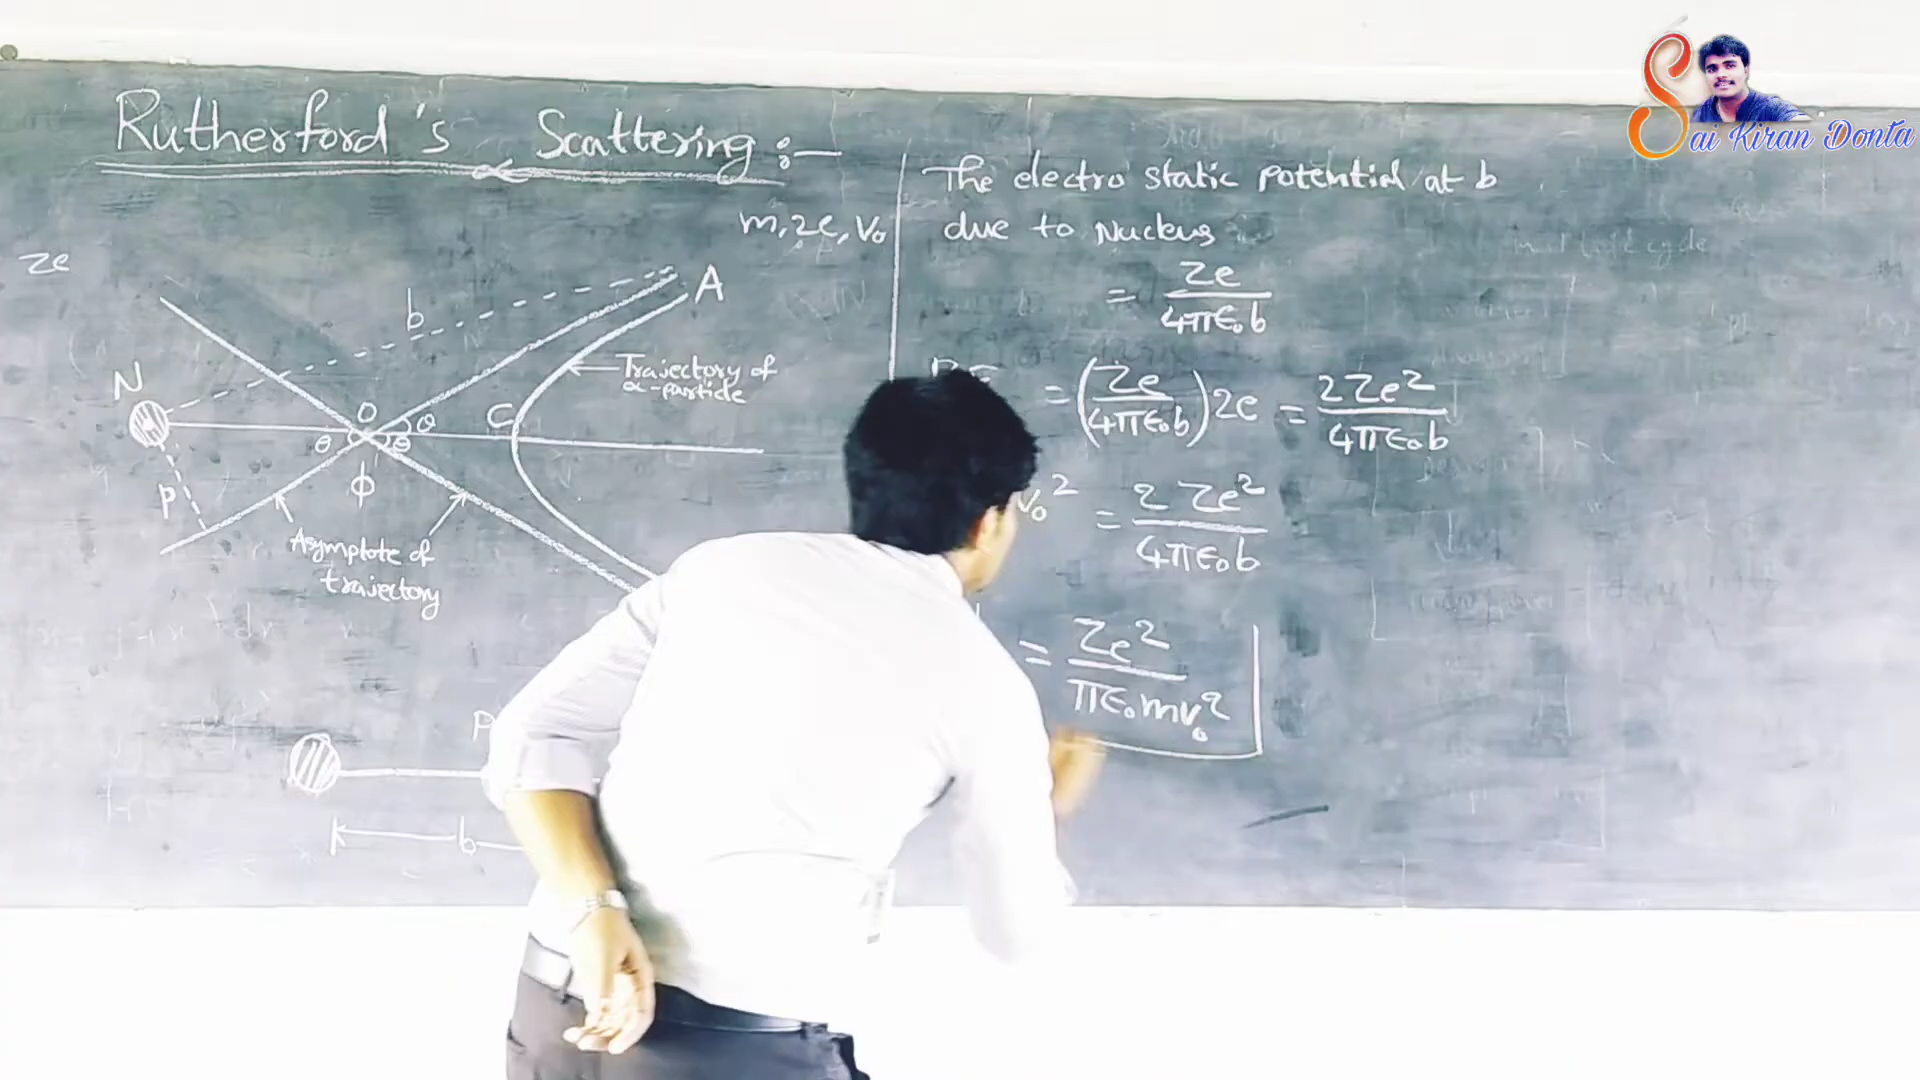 Rutherford's Scattering :-
m, 2e, V₀
Ze
A
b
Trajectory of
α-particle
N
O
C
θ
θ
θ
ϕ
P
Asymptote of
trajectory
P
b
The electro static potential at b
due to Nucleus
= Ze / 4πϵ₀b
P.E = (Ze / 4πϵ₀b) 2e = 2Ze² / 4πϵ₀b
V₀² = 2 Ze² / 4πϵ₀b
= Ze² / πϵ₀mv₀²
Sai Kiran Donta